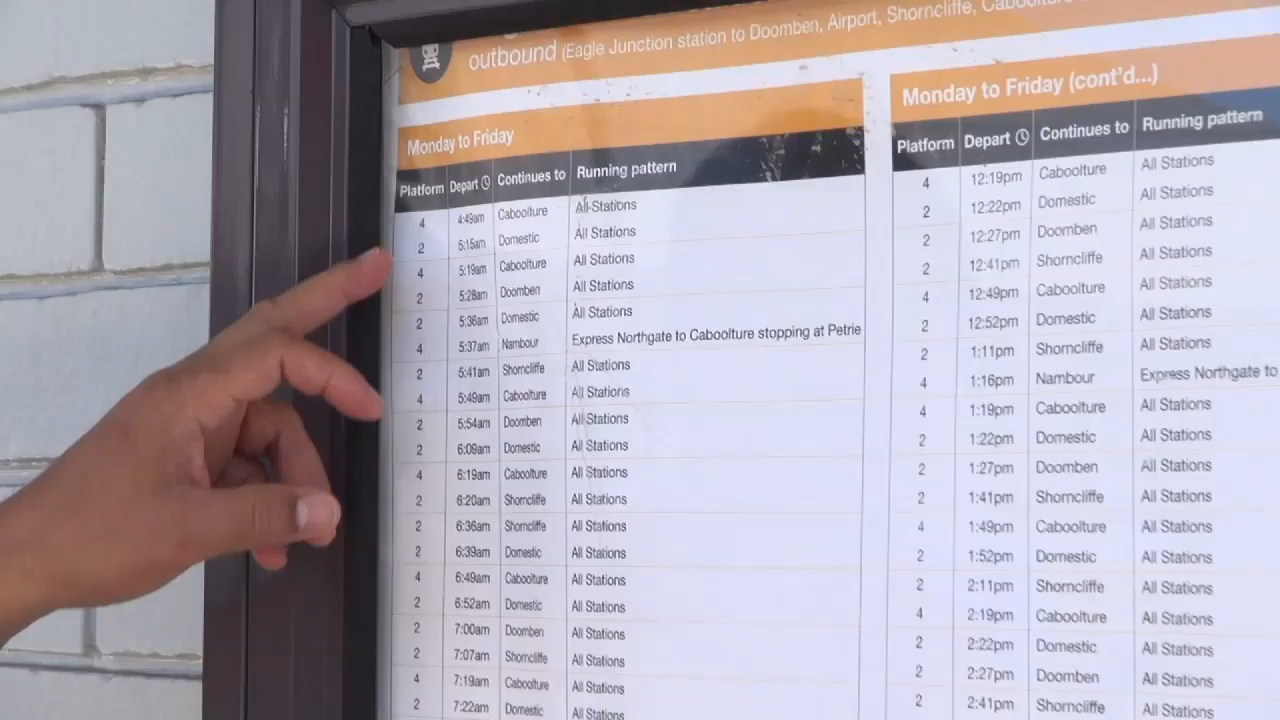 outbound (Eagle Junction station to Doomben, Airport, Shorncliffe, Caboolture
Monday to Friday
Platform Depart Continues to Running pattern
4 4:49am Caboolture All Stations
2 5:15am Domestic All Stations
4 5:19am Caboolture All Stations
2 5:28am Doomben All Stations
2 5:36am Domestic All Stations
4 5:37am Nambour Express Northgate to Caboolture stopping at Petrie
2 5:41am Shorncliffe All Stations
4 5:49am Caboolture All Stations
2 5:54am Doomben All Stations
2 6:09am Domestic All Stations
4 6:19am Caboolture All Stations
2 6:20am Shorncliffe All Stations
2 6:36am Shorncliffe All Stations
2 6:39am Domestic All Stations
4 6:49am Caboolture All Stations
2 6:52am Domestic All Stations
2 7:00am Doomben All Stations
2 7:07am Shorncliffe All Stations
4 7:19am Caboolture All Stations
2 7:22am Domestic All Stations
Monday to Friday (cont'd...)
Platform Depart Continues to Running pattern
4 12:19pm Caboolture All Stations
2 12:22pm Domestic All Stations
2 12:27pm Doomben All Stations
2 12:41pm Shorncliffe All Stations
4 12:49pm Caboolture All Stations
2 12:52pm Domestic All Stations
2 1:11pm Shorncliffe All Stations
4 1:16pm Nambour Express Northgate to
4 1:19pm Caboolture All Stations
2 1:22pm Domestic All Stations
2 1:27pm Doomben All Stations
2 1:41pm Shorncliffe All Stations
4 1:49pm Caboolture All Stations
2 1:52pm Domestic All Stations
2 2:11pm Shorncliffe All Stations
4 2:19pm Caboolture All Stations
2 2:22pm Domestic All Stations
2 2:27pm Doomben All Stations
2 2:41pm Shorncliffe All Stations